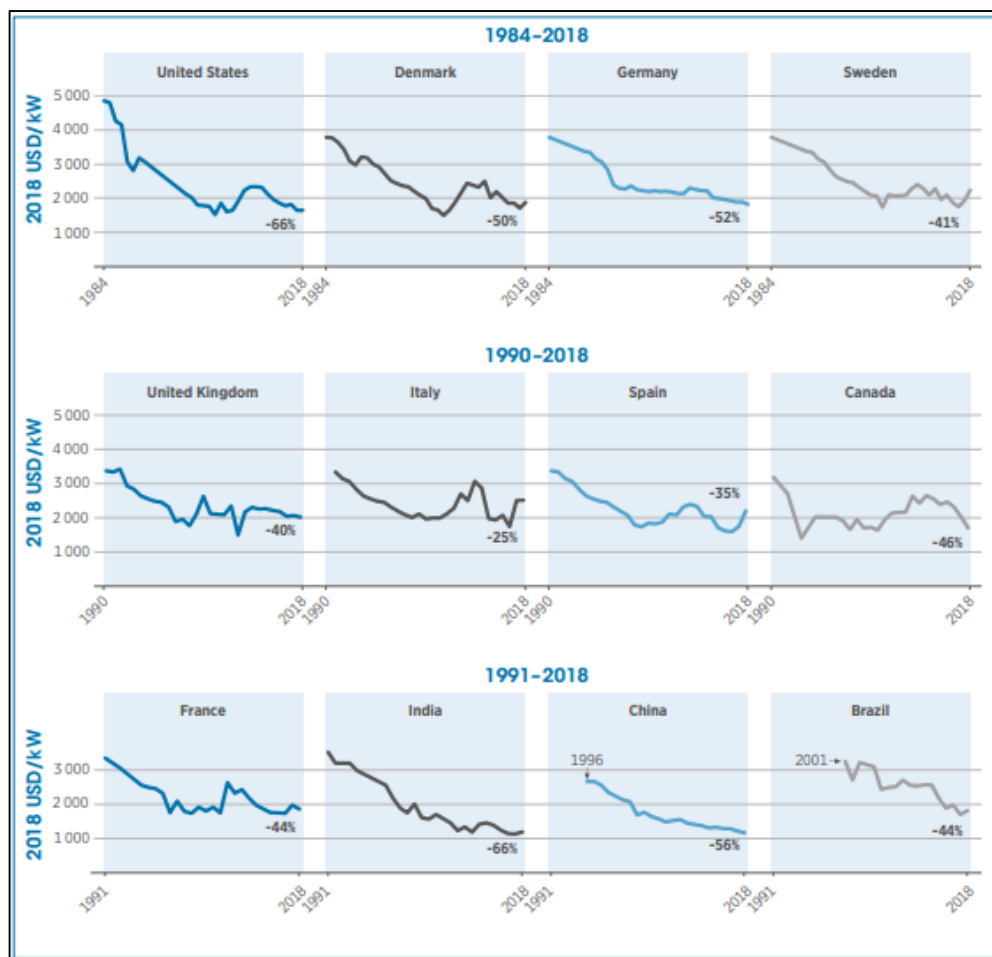 1984–2018
United States Denmark Germany Sweden
2018 USD/kW
5 000
4 000
3 000
2 000
1 000
-66% -50% -52% -41%
1984 2018 1984 2018 1984 2018 1984 2018
1990–2018
United Kingdom Italy Spain Canada
2018 USD/kW
5 000
4 000
3 000
2 000
1 000
-40% -25% -35% -46%
1990 2018 1990 2018 1990 2018 1990 2018
1991–2018
France India China Brazil
2018 USD/kW
3 000
2 000
1 000
1996
2001
-44% -66% -56% -44%
1991 2018 1991 2018 1991 2018 1991 2018